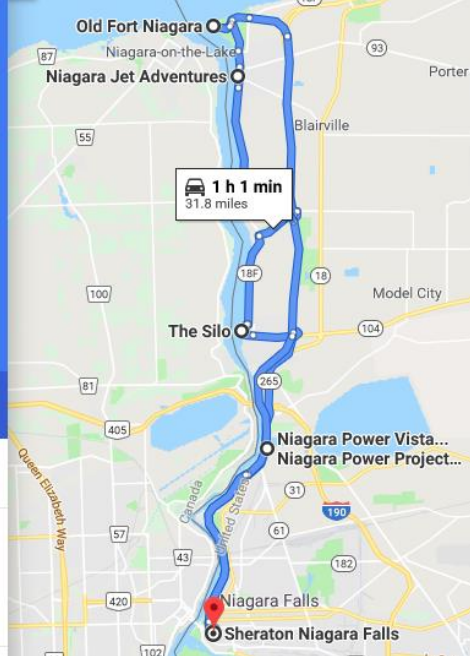 Old Fort Niagara
Niagara-on-the-Lake
87
93
Niagara Jet Adventures
Porter
Blairville
55
1 h 1 min
31.8 miles
18F
18
Model City
100
The Silo
104
265
81
405
Niagara Power Vista...
Niagara Power Project...
Queen Elizabeth Way
Canada
United States
31
190
57
61
43
182
420
Niagara Falls
Sheraton Niagara Falls
102